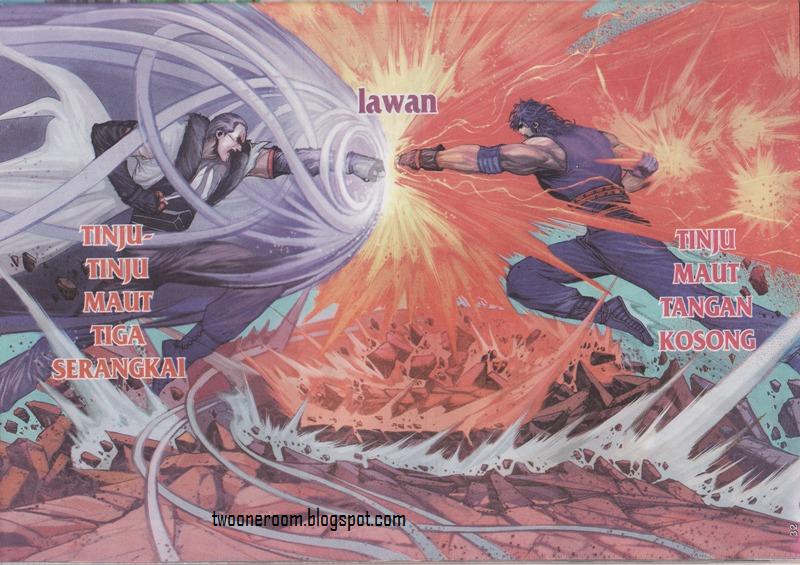 lawan
TINJU-
TINJU
MAUT
TIGA
SERANGKAI
TINJU
MAUT
TANGAN
KOSONG
twooneroom.blogspot.com
32